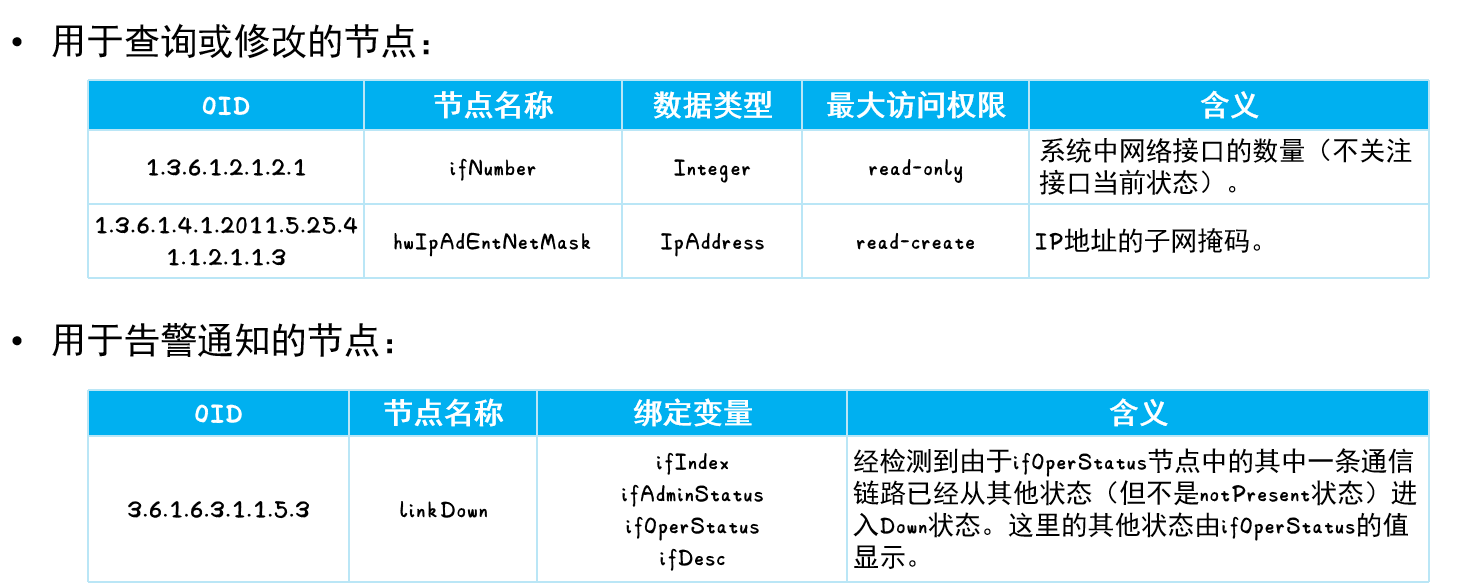 • 用于查询或修改的节点：
OID 节点名称 数据类型 最大访问权限 含义
1.3.6.1.2.1.2.1 ifNumber Integer read-only 系统中网络接口的数量（不关注
接口当前状态）。
1.3.6.1.4.1.2011.5.25.4
1.1.2.1.1.3 hwIpAdEntNetMask IpAddress read-create IP地址的子网掩码。
• 用于告警通知的节点：
OID 节点名称 绑定变量 含义
3.6.1.6.3.1.1.5.3 linkDown
ifIndex
ifAdminStatus
ifOperStatus
ifDesc
经检测到由于ifOperStatus节点中的其中一条通信
链路已经从其他状态（但不是notPresent状态）进
入Down状态。这里的其他状态由ifOperStatus的值
显示。